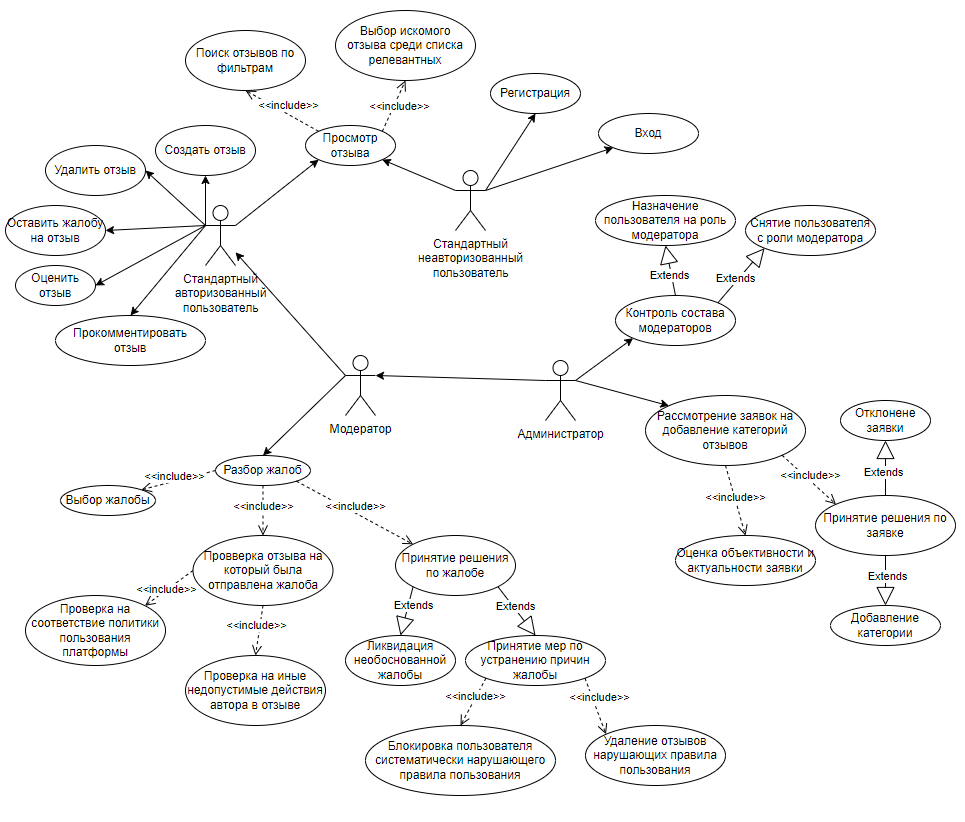 Выбор искомого
отзыва среди списка
релевантных
Поиск отзывов по
фильтрам
<<include>>
<<include>>
Регистрация
Вход
Просмотр
отзыва
Создать отзыв
Удалить отзыв
Оставить жалобу
на отзыв
Оценить
отзыв
Прокомментировать
отзыв
Стандартный
авторизованный
пользователь
Стандартный
неавторизованный
пользователь
Назначение
пользователя на роль
модератора
Снятие пользователя
с роли модератора
Extends
Extends
Контроль состава
модераторов
Модератор
Администратор
Рассмотрение заявок на
добавление категорий
отзывов
Отклонене
заявки
Extends
<<include>>
<<include>>
Принятие решения по
заявке
Оценка объективности и
актуальности заявки
Extends
Добавление
категории
Разбор жалоб
<<include>>
Выбор жалобы
<<include>>
<<include>>
Провверка отзыва на
который была
отправлена жалоба
Принятие решения
по жалобе
<<include>>
Проверка на
соответствие политики
пользования
платформы
<<include>>
Проверка на иные
недопустимые действия
автора в отзыве
Extends
Extends
Ликвидация
необоснованной
жалобы
Принятие мер по
устранению причин
жалобы
<<include>>
<<include>>
Блокировка пользователя
систематически нарушающего
правила пользования
Удаление отзывов
нарушающих правила
пользования